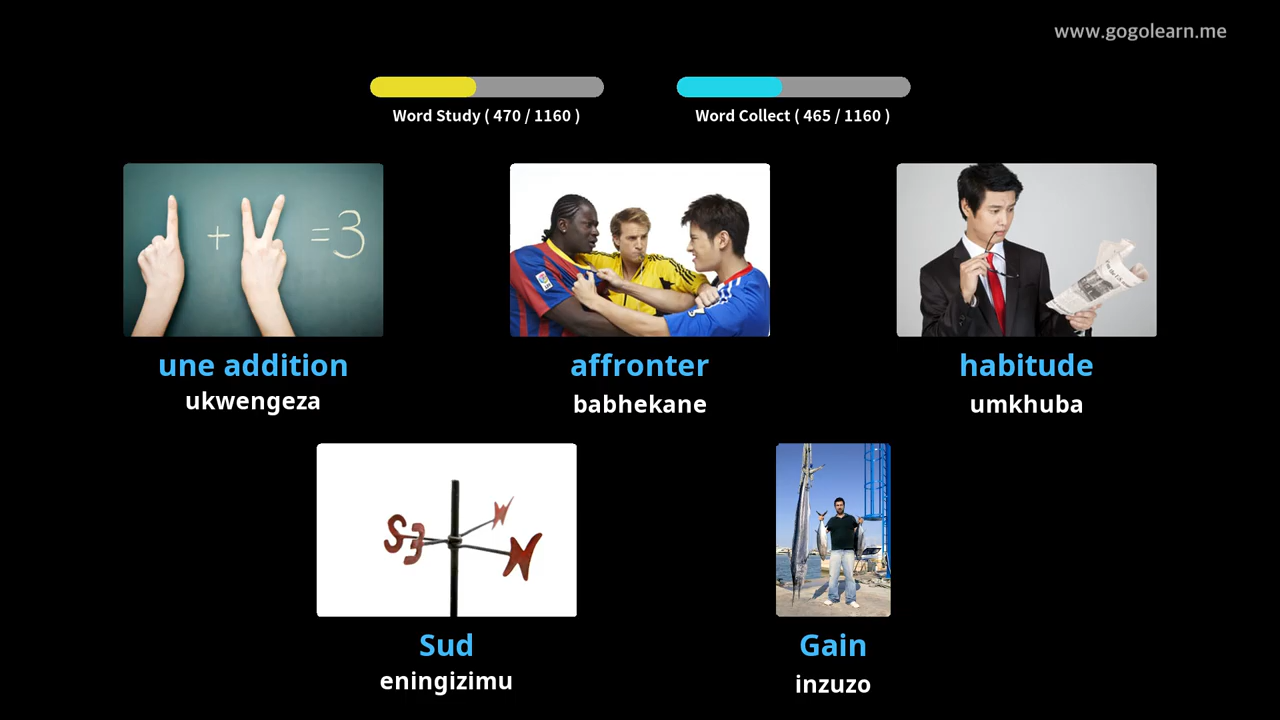 www.gogolearn.me
Word Study ( 470 / 1160 )
Word Collect ( 465 / 1160 )
+ = 3
une addition
ukwengeza
affronter
babhekane
habitude
umkhuba
S E N W
Sud
eningizimu
Gain
inzuzo